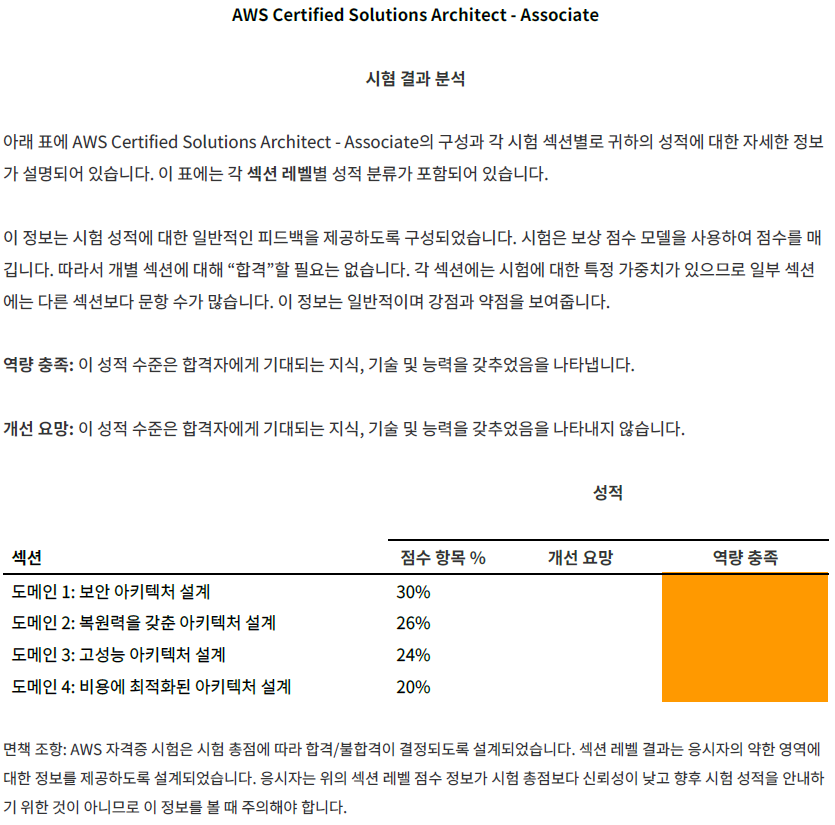 AWS Certified Solutions Architect - Associate
시험 결과 분석
아래 표에 AWS Certified Solutions Architect - Associate의 구성과 각 시험 섹션별로 귀하의 성적에 대한 자세한 정보
가 설명되어 있습니다. 이 표에는 각 섹션 레벨별 성적 분류가 포함되어 있습니다.
이 정보는 시험 성적에 대한 일반적인 피드백을 제공하도록 구성되었습니다. 시험은 보상 점수 모델을 사용하여 점수를 매
깁니다. 따라서 개별 섹션에 대해 “합격”할 필요는 없습니다. 각 섹션에는 시험에 대한 특정 가중치가 있으므로 일부 섹션
에는 다른 섹션보다 문항 수가 많습니다. 이 정보는 일반적이며 강점과 약점을 보여줍니다.
역량 충족: 이 성적 수준은 합격자에게 기대되는 지식, 기술 및 능력을 갖추었음을 나타냅니다.
개선 요망: 이 성적 수준은 합격자에게 기대되는 지식, 기술 및 능력을 갖추었음을 나타내지 않습니다.
성적
섹션 점수 항목 % 개선 요망 역량 충족
도메인 1: 보안 아키텍처 설계 30%
도메인 2: 복원력을 갖춘 아키텍처 설계 26%
도메인 3: 고성능 아키텍처 설계 24%
도메인 4: 비용에 최적화된 아키텍처 설계 20%
면책 조항: AWS 자격증 시험은 시험 총점에 따라 합격/불합격이 결정되도록 설계되었습니다. 섹션 레벨 결과는 응시자의 약한 영역에
대한 정보를 제공하도록 설계되었습니다. 응시자는 위의 섹션 레벨 점수 정보가 시험 총점보다 신뢰성이 낮고 향후 시험 성적을 안내하
기 위한 것이 아니므로 이 정보를 볼 때 주의해야 합니다.